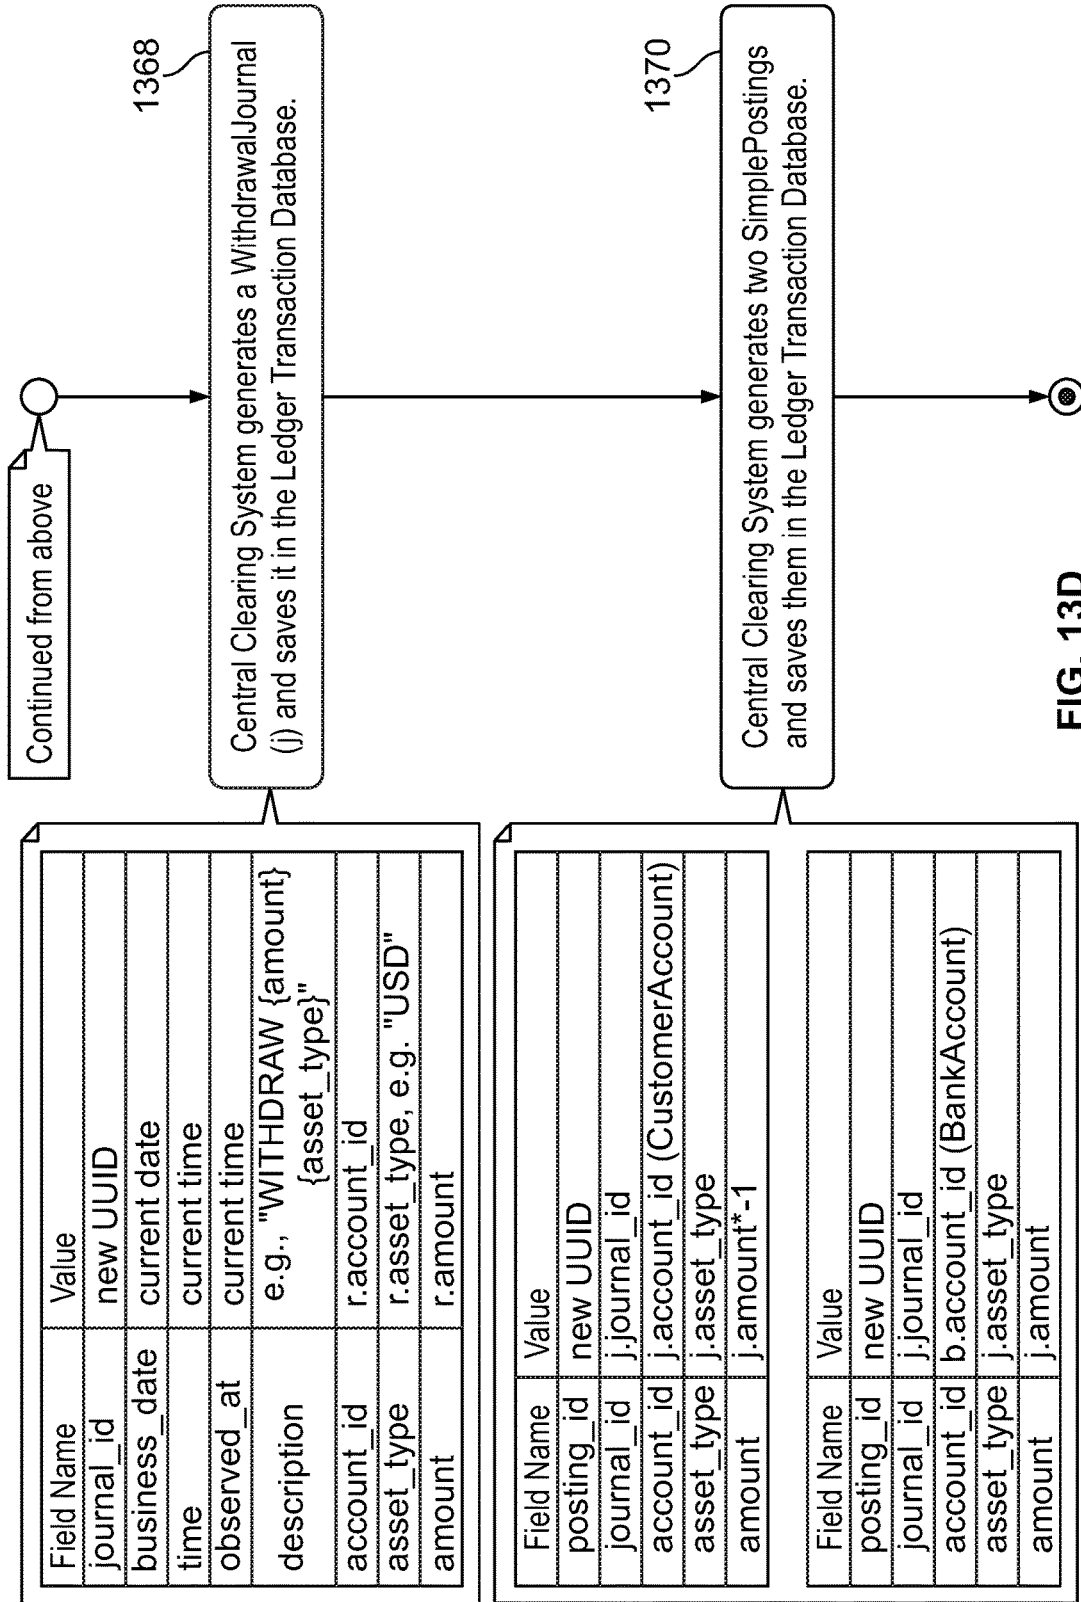 Continued from above
1368
Central Clearing System generates a WithdrawalJournal
(j) and saves it in the Ledger Transaction Database.
Field Name Value
journal_id new UUID
business_date current date
time current time
observed_at current time
description e.g., "WITHDRAW {amount}
{asset_type}"
account_id r.account_id
asset_type r.asset_type, e.g. "USD"
amount r.amount
1370
Central Clearing System generates two SimplePostings
and saves them in the Ledger Transaction Database.
Field Name Value
posting_id new UUID
journal_id j.journal_id
account_id j.account_id (CustomerAccount)
asset_type j.asset_type
amount j.amount*-1
Field Name Value
posting_id new UUID
journal_id j.journal_id
account_id b.account_id (BankAccount)
asset_type j.asset_type
amount j.amount
FIG. 13D